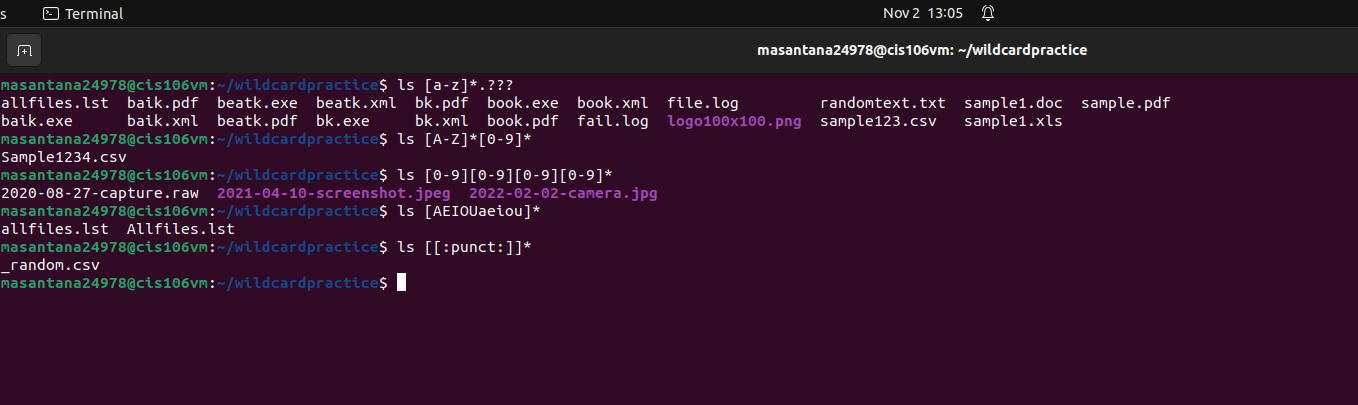 s Terminal Nov 2 13:05
masantana24978@cis106vm: ~/wildcardpractice
masantana24978@cis106vm:~/wildcardpractice$ ls [a-z]*.???
allfiles.lst baik.pdf beatk.exe beatk.xml bk.pdf book.exe book.xml file.log randomtext.txt sample1.doc sample.pdf
baik.exe baik.xml beatk.pdf bk.exe bk.xml book.pdf fail.log logo100x100.png sample123.csv sample1.xls
masantana24978@cis106vm:~/wildcardpractice$ ls [A-Z]*[0-9]*
Sample1234.csv
masantana24978@cis106vm:~/wildcardpractice$ ls [0-9][0-9][0-9][0-9]*
2020-08-27-capture.raw 2021-04-10-screenshot.jpeg 2022-02-02-camera.jpg
masantana24978@cis106vm:~/wildcardpractice$ ls [AEIOUaeiou]*
allfiles.lst Allfiles.lst
masantana24978@cis106vm:~/wildcardpractice$ ls [[:punct:]]*
_random.csv
masantana24978@cis106vm:~/wildcardpractice$